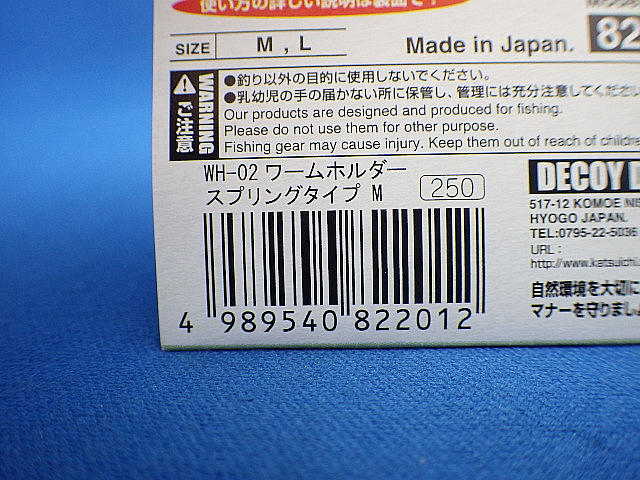 使い方の詳しい説明は裏面で!
SIZE M , L Made in Japan. 82
WARNING
ご注意
●釣り以外の目的に使用しないでください。
●乳幼児の手の届かない所に保管し、管理には充分注意してくださ
Our products are designed and produced for fishing.
Please do not use them for other purpose.
Fishing gear may cause injury. Keep them out of reach of childre
WH-02 ワームホルダー
スプリングタイプ M 250
4 989540 822012
DECOY D
517-12 KOMOE NIS
HYOGO JAPAN.
TEL:0795-22-5036
URL :
http://www.katsuichi.
自然環境を大切に
マナーを守りましょ